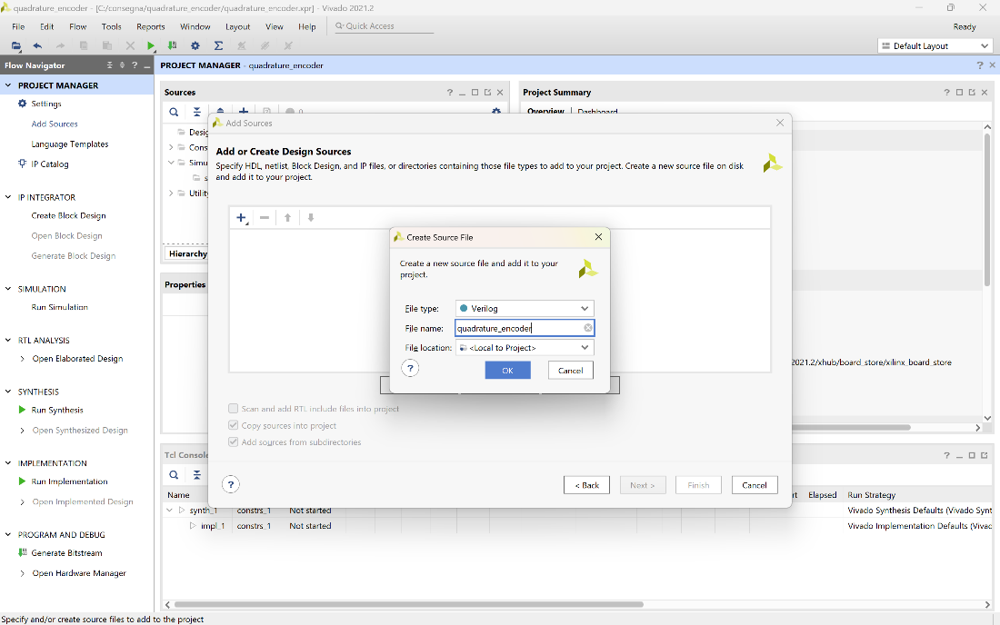 quadrature_encoder - [C:/consegna/quadrature_encoder/quadrature_encoder.xpr] - Vivado 2021.2
File Edit Flow Tools Reports Window Layout View Help Quick Access Ready
Default Layout
Flow Navigator
PROJECT MANAGER - quadrature_encoder
PROJECT MANAGER
Settings
Add Sources
Language Templates
IP Catalog
IP INTEGRATOR
Create Block Design
Open Block Design
Generate Block Design
SIMULATION
Run Simulation
RTL ANALYSIS
Open Elaborated Design
SYNTHESIS
Run Synthesis
Open Synthesized Design
IMPLEMENTATION
Run Implementation
Open Implemented Design
PROGRAM AND DEBUG
Generate Bitstream
Open Hardware Manager
Sources
Hierarchy
Properties
Project Summary
Overview Dashboard
2021.2/xhub/board_store/xilinx_board_store
Add Sources
Add or Create Design Sources
Specify HDL, netlist, Block Design, and IP files, or directories containing those file types to add to your project. Create a new source file on disk
and add it to your project.
Create Source File
Create a new source file and add it to your
project.
File type: Verilog
File name: quadrature_encoder
File location: <Local to Project>
? OK Cancel
Scan and add RTL include files into project
Copy sources into project
Add sources from subdirectories
? < Back Next > Finish Cancel
Tcl Console
Name Elapsed Run Strategy
synth_1 constrs_1 Not started Vivado Synthesis Defaults (Vivado Synt
impl_1 constrs_1 Not started Vivado Implementation Defaults (Vivac
Specify and/or create source files to add to the project